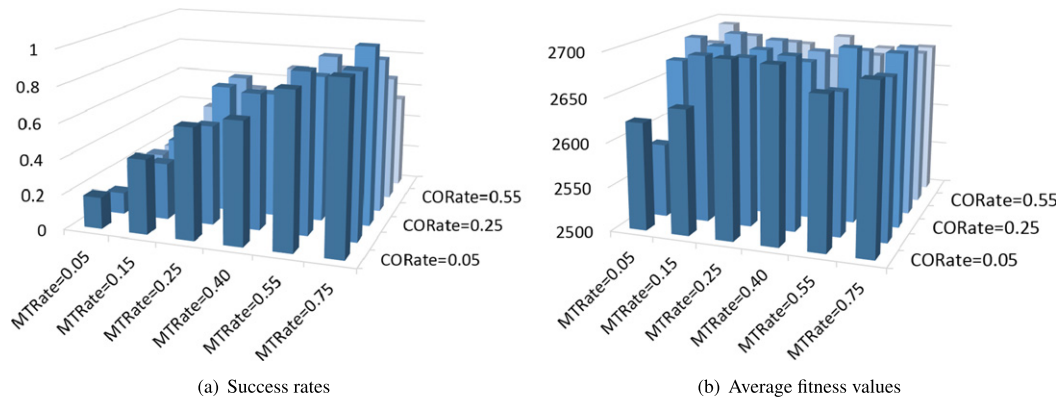 1
0.8
0.6
0.4
0.2
0
MTRate=0.05
MTRate=0.15
MTRate=0.25
MTRate=0.40
MTRate=0.55
MTRate=0.75
CORate=0.55
CORate=0.25
CORate=0.05
(a) Success rates
2700
2650
2600
2550
2500
MTRate=0.05
MTRate=0.15
MTRate=0.25
MTRate=0.40
MTRate=0.55
MTRate=0.75
CORate=0.55
CORate=0.25
CORate=0.05
(b) Average fitness values